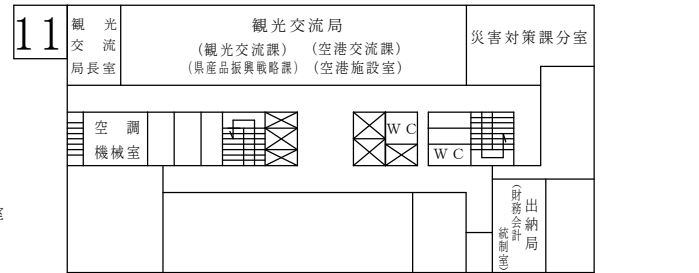 11
観光
交流
局長室
観光交流局
(観光交流課) (空港交流課)
(県産品振興戦略課) (空港施設室)
災害対策課分室
空調
機械室
WC
WC
出納局
(財務会計
統制室)
室